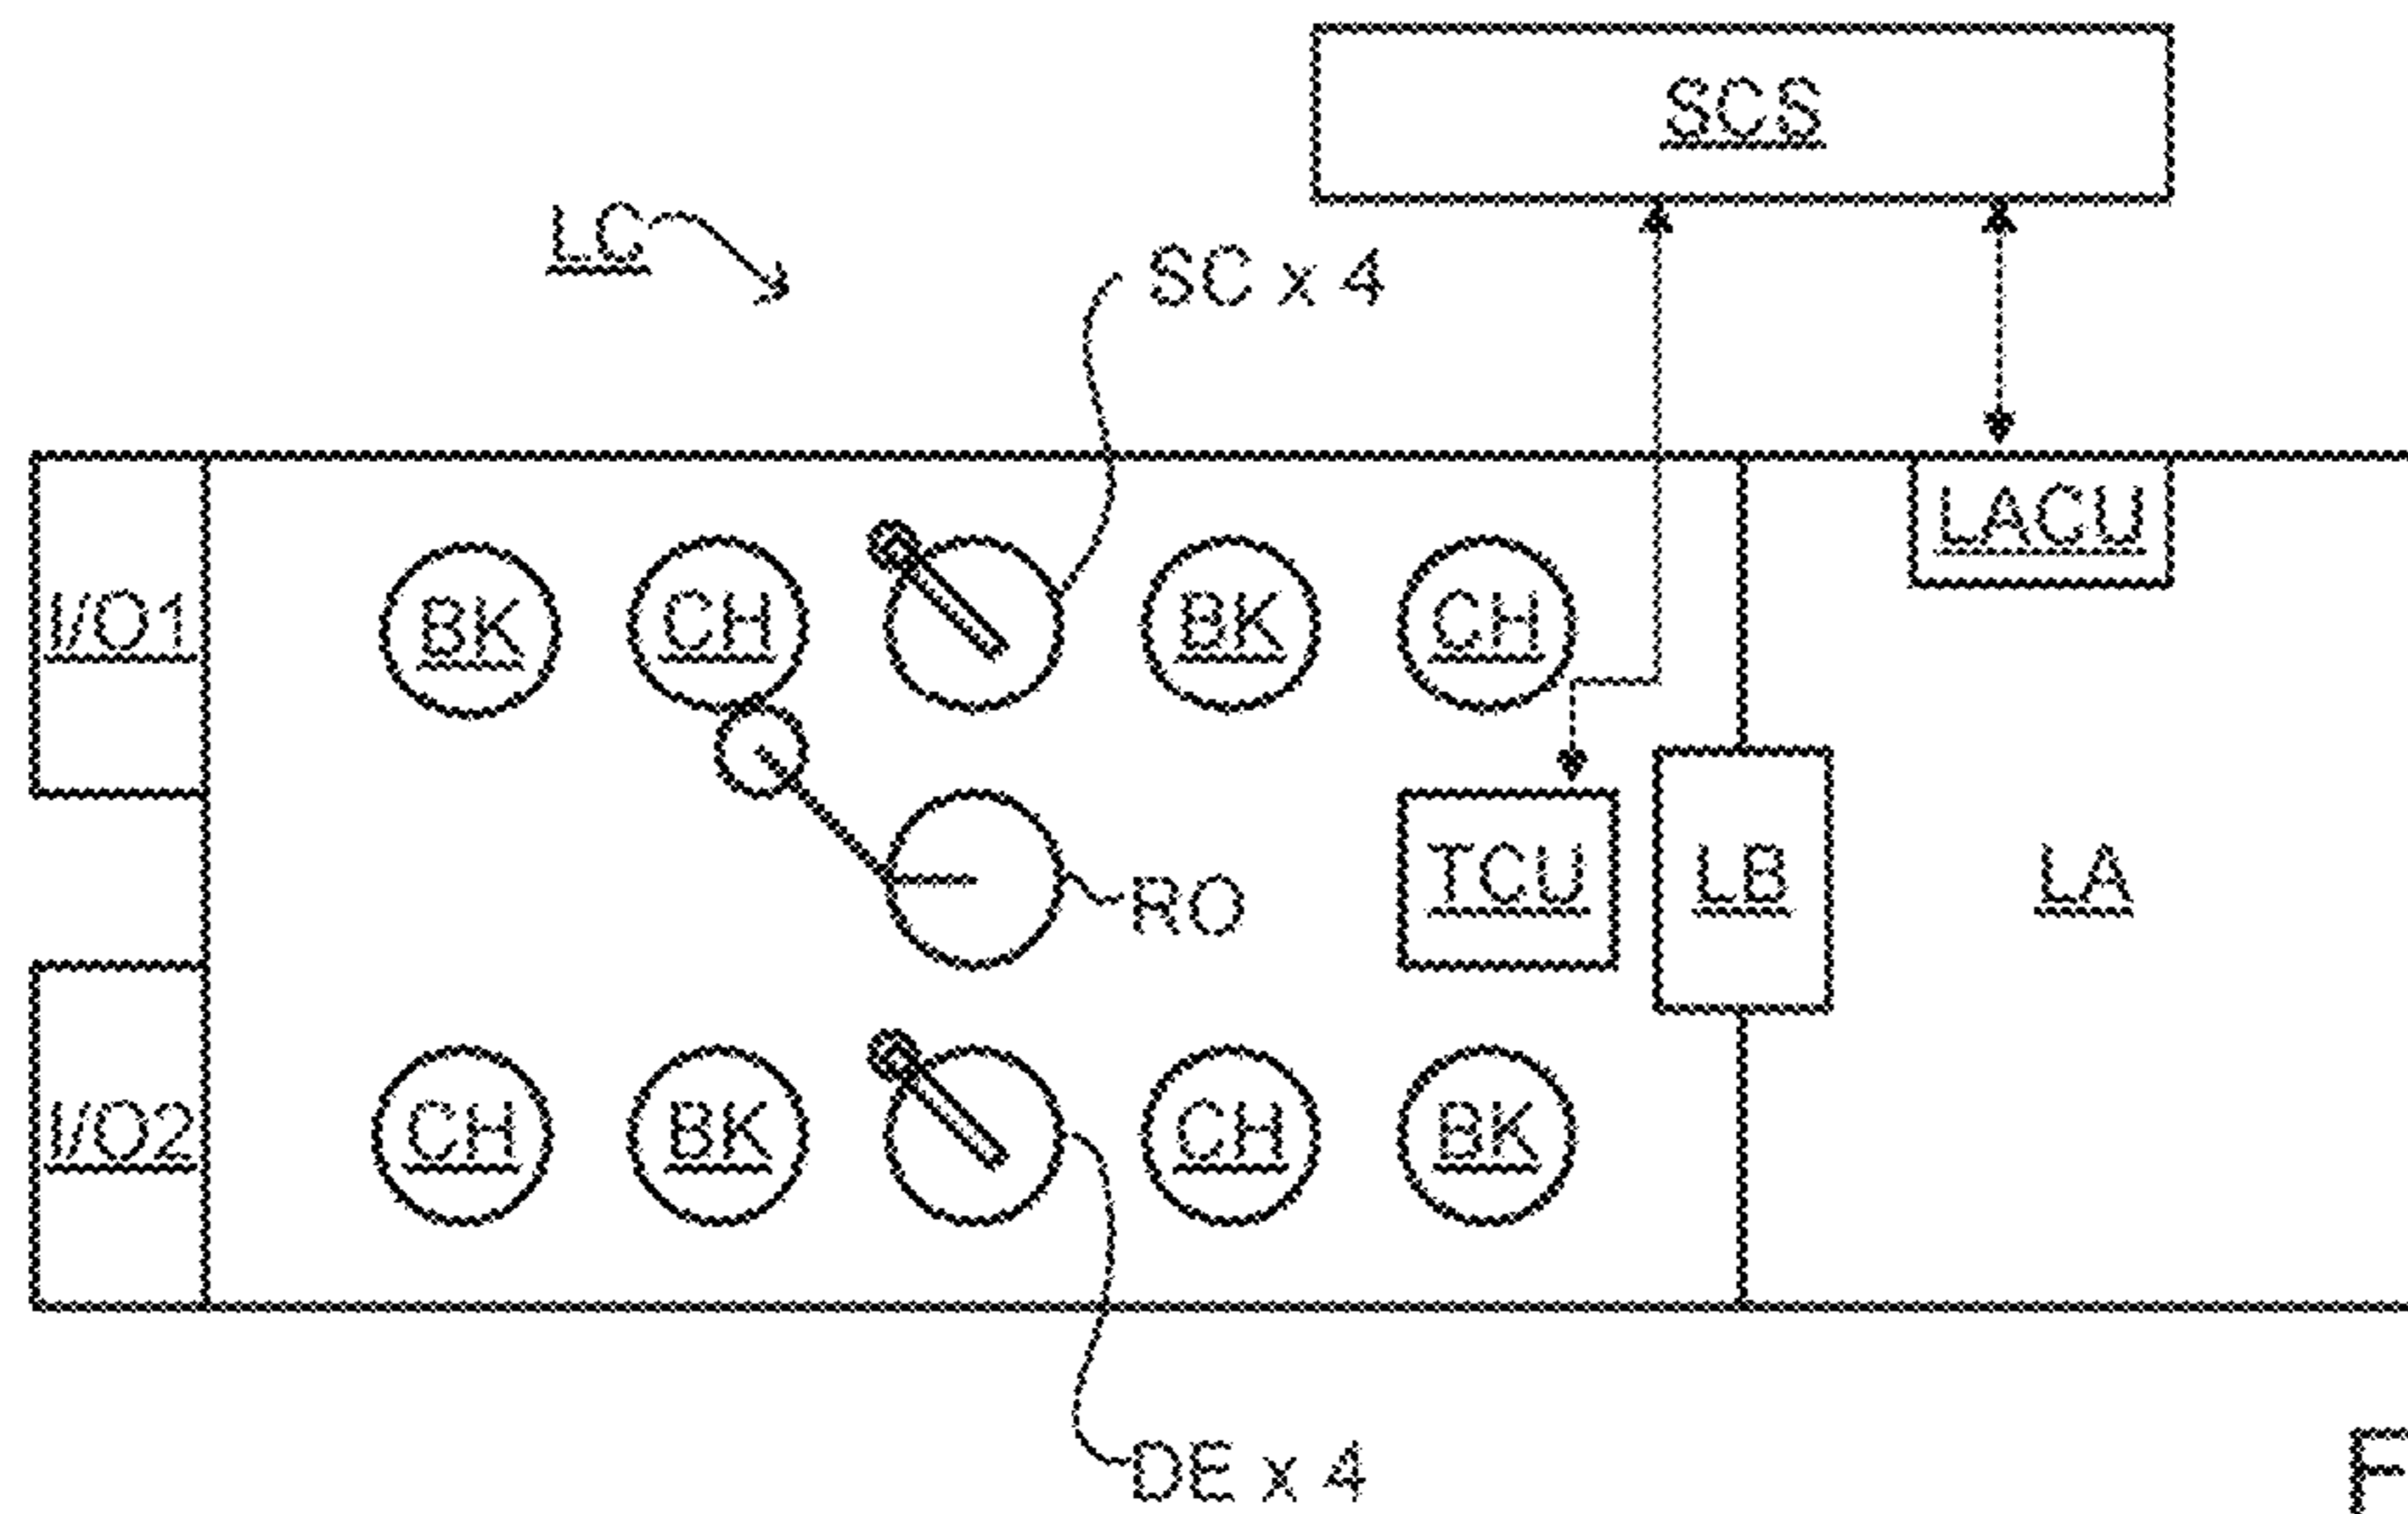 SCS
LC
SC x 4
LACU
I/O1
BK
CH
BK
CH
RO
TCU
LB
LA
I/O2
CH
BK
CH
BK
DE x 4
F